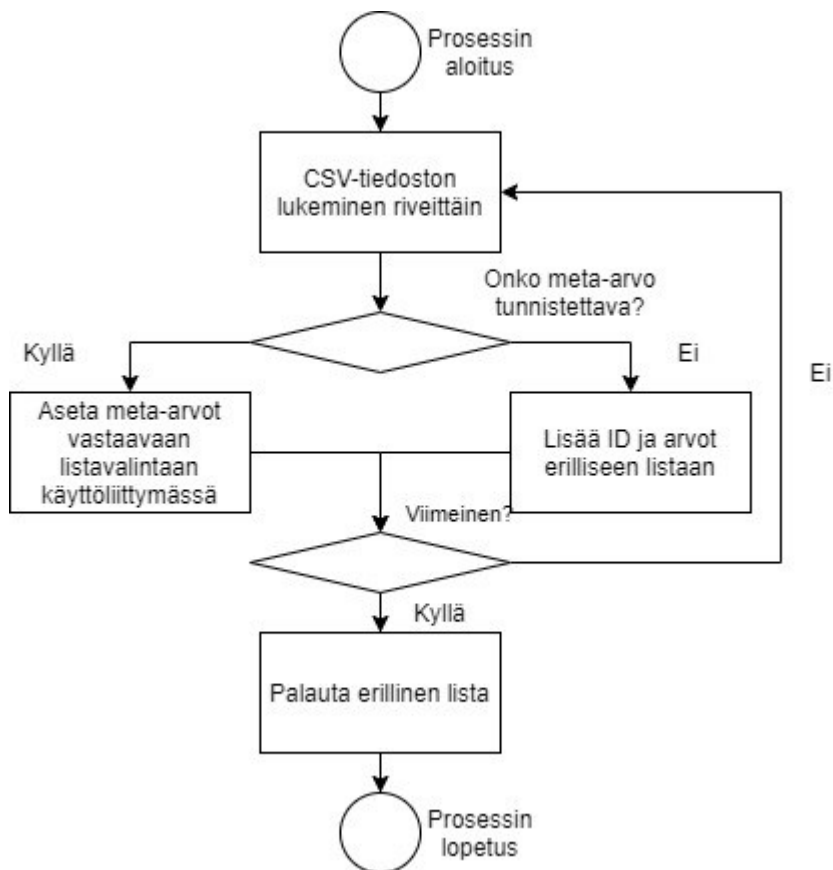 Prosessin
aloitus
CSV-tiedoston
lukeminen riveittäin
Onko meta-arvo
tunnistettava?
Kyllä
Ei
Ei
Aseta meta-arvot
vastaavaan
listavalintaan
käyttöliittymässä
Lisää ID ja arvot
erilliseen listaan
Viimeinen?
Kyllä
Palauta erillinen lista
Prosessin
lopetus